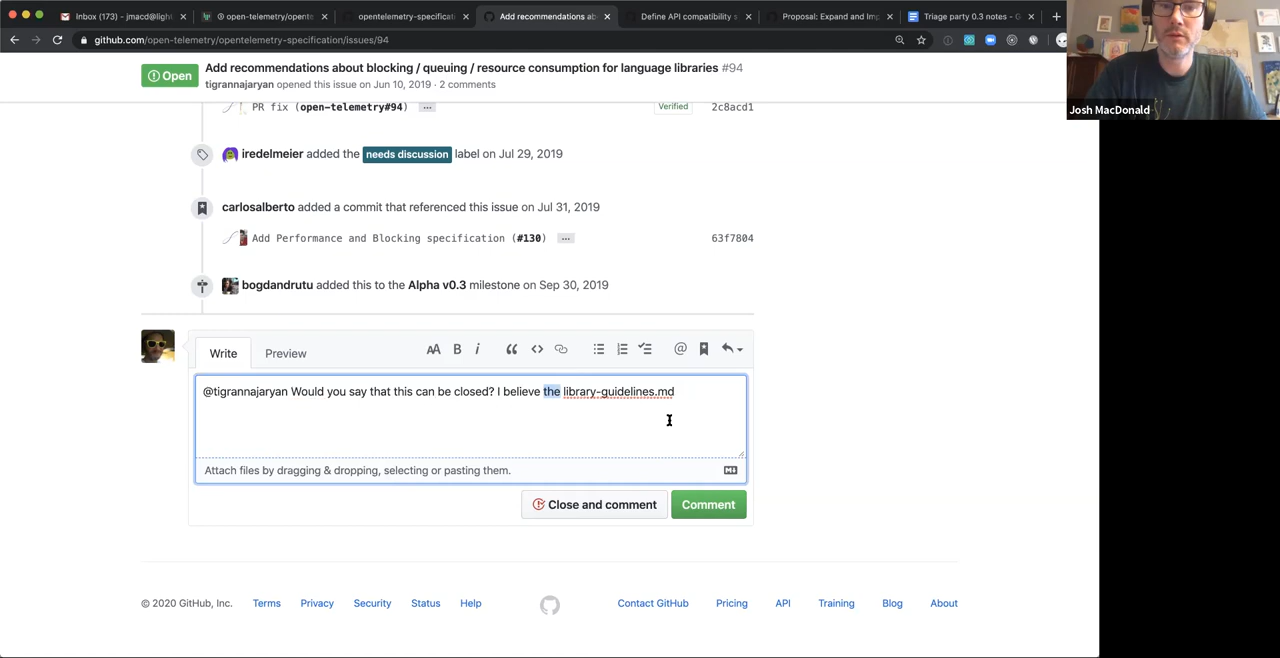 Inbox (173) - jmacd@ligh
open-telemetry/opente
opentelemetry-specificati
Add recommendations abo
Define API compatibility s
Proposal: Expand and Imp
Triage party 0.3 notes - G
github.com/open-telemetry/opentelemetry-specification/issues/94
Open
Add recommendations about blocking / queuing / resource consumption for language libraries #94
tigrannajaryan opened this issue on Jun 10, 2019 · 2 comments
PR fix (open-telemetry#94) ...
Verified
2c8acd1
iredelmeier added the needs discussion label on Jul 29, 2019
carlosalberto added a commit that referenced this issue on Jul 31, 2019
Add Performance and Blocking specification (#130) ...
63f7804
bogdandrutu added this to the Alpha v0.3 milestone on Sep 30, 2019
Write
Preview
AA B i
@tigrannajaryan Would you say that this can be closed? I believe the library-guidelines.md
Attach files by dragging & dropping, selecting or pasting them.
Close and comment
Comment
© 2020 GitHub, Inc.
Terms
Privacy
Security
Status
Help
Contact GitHub
Pricing
API
Training
Blog
About
Josh MacDonald